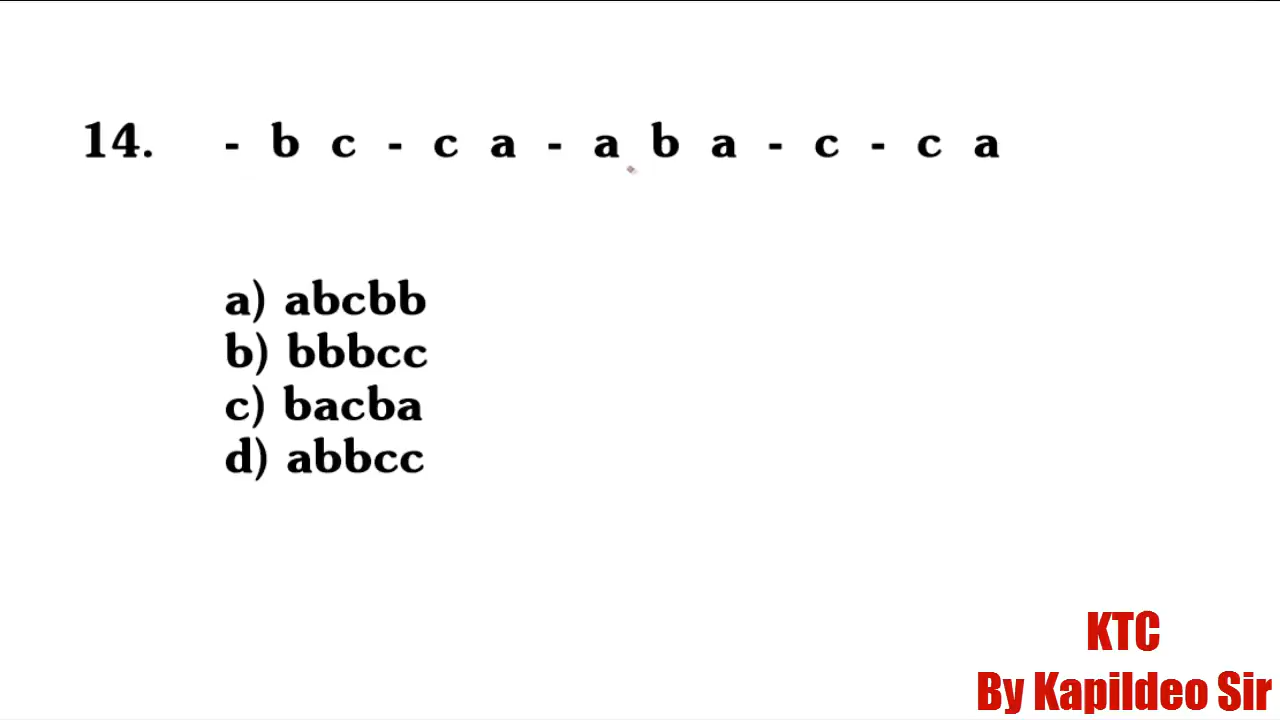 14. - b c - c a - a b a - c - c a
a) abcbb
b) bbbcc
c) bacba
d) abbcc
KTC
By Kapildeo Sir